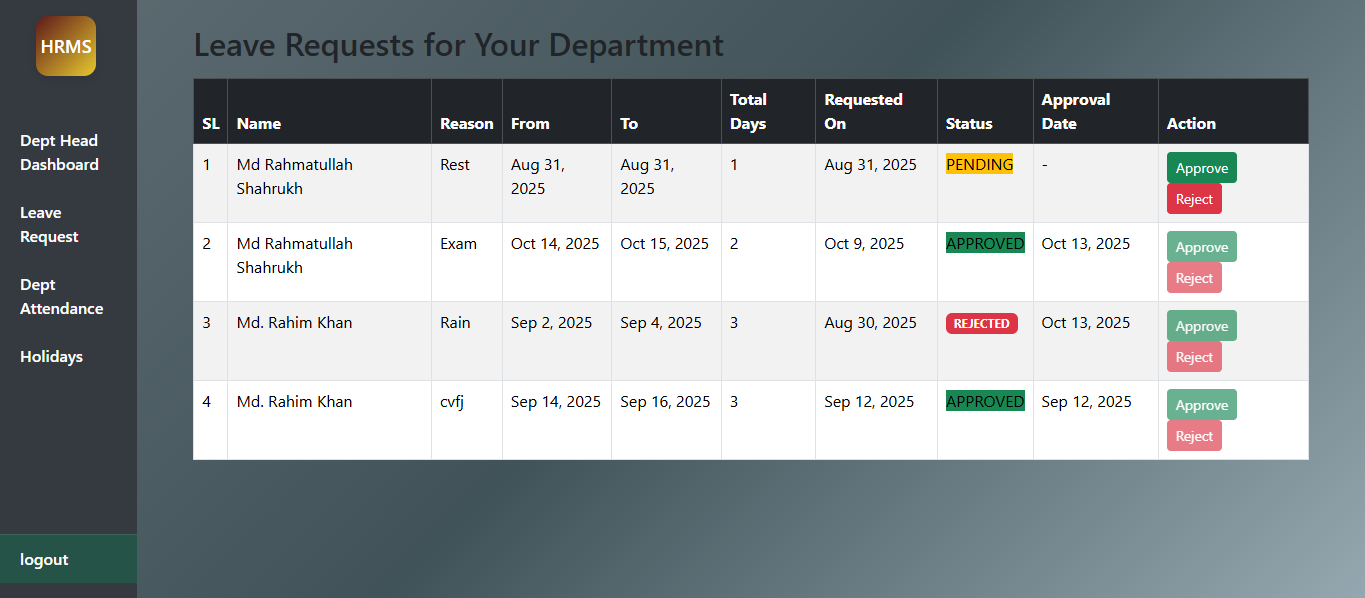 HRMS
Dept Head
Dashboard
Leave
Request
Dept
Attendance
Holidays
logout
Leave Requests for Your Department
SL Name Reason From To Total Days Requested On Status Approval Date Action
1 Md Rahmatullah Shahrukh Rest Aug 31, 2025 Aug 31, 2025 1 Aug 31, 2025 PENDING - Approve
Reject
2 Md Rahmatullah Shahrukh Exam Oct 14, 2025 Oct 15, 2025 2 Oct 9, 2025 APPROVED Oct 13, 2025 Approve
Reject
3 Md. Rahim Khan Rain Sep 2, 2025 Sep 4, 2025 3 Aug 30, 2025 REJECTED Oct 13, 2025 Approve
Reject
4 Md. Rahim Khan cvfj Sep 14, 2025 Sep 16, 2025 3 Sep 12, 2025 APPROVED Sep 12, 2025 Approve
Reject